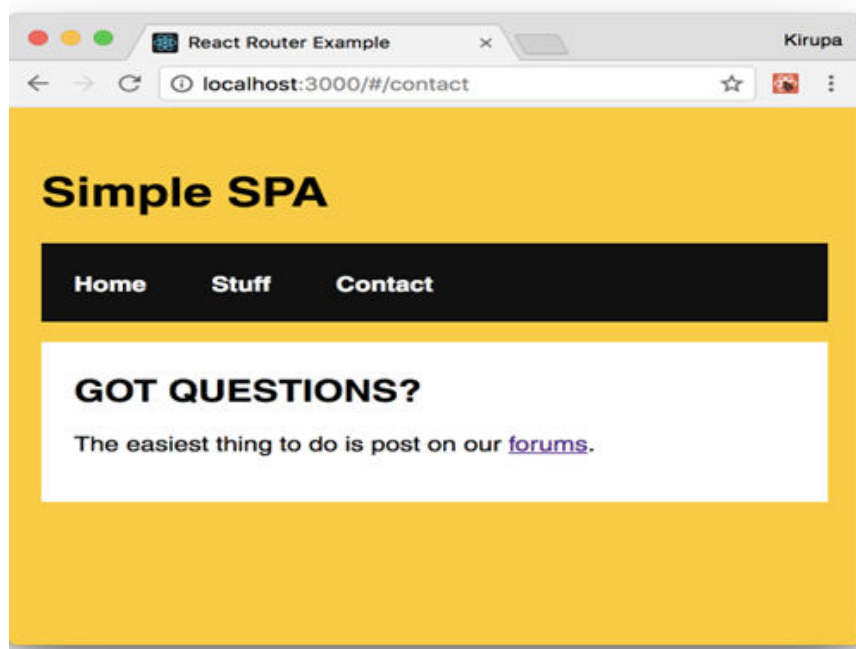 React Router Example
Kirupa
localhost:3000/#/contact
Simple SPA
Home Stuff Contact
GOT QUESTIONS?
The easiest thing to do is post on our forums.